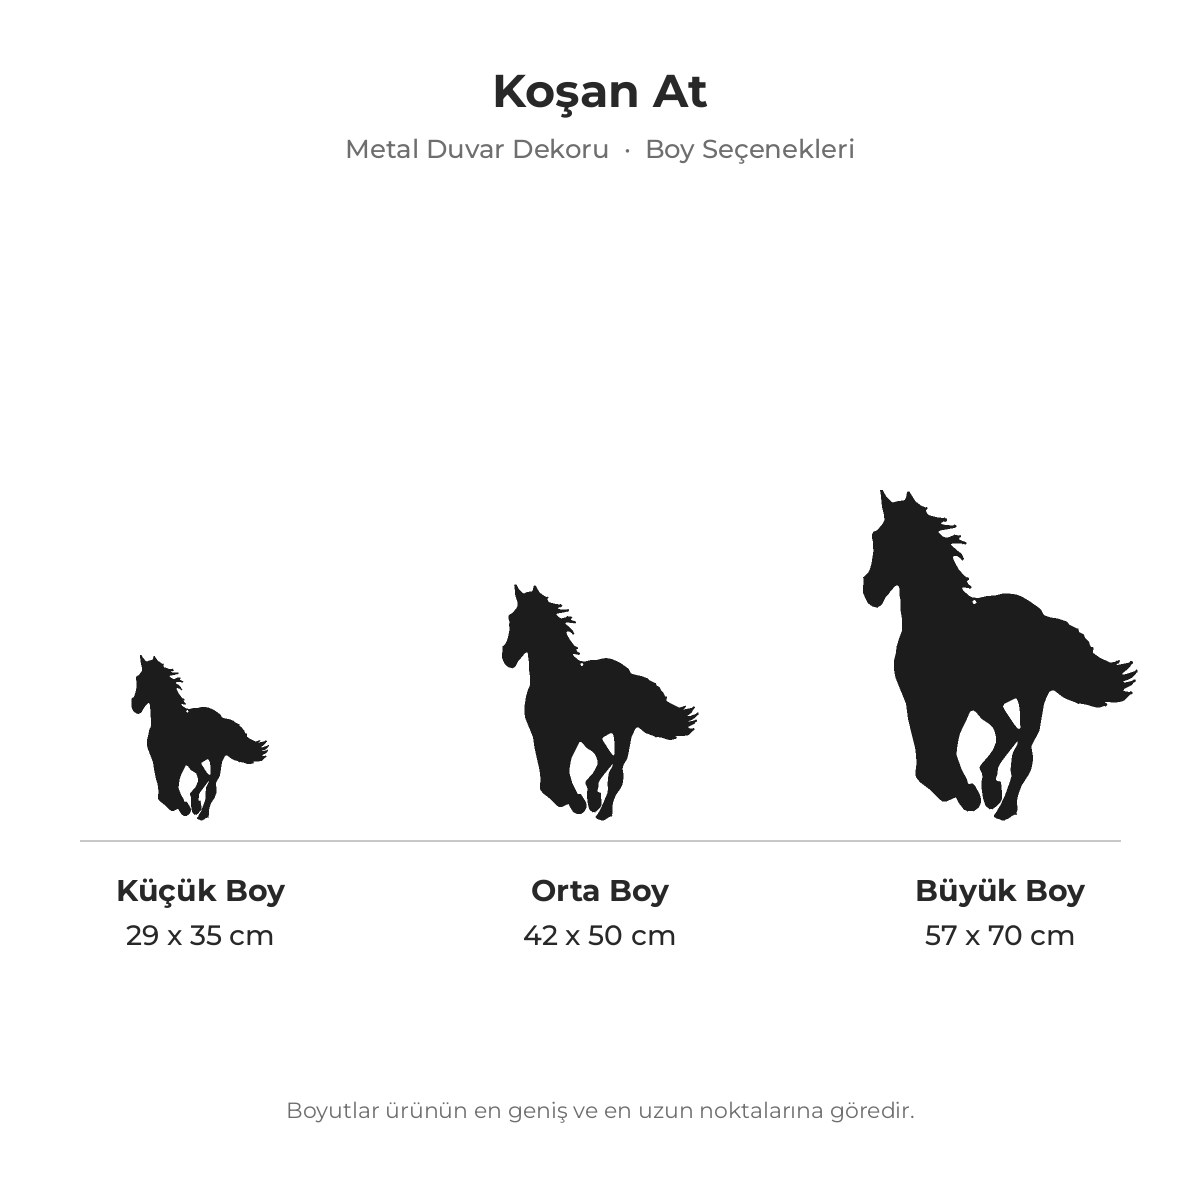 Koşan At
Metal Duvar Dekoru · Boy Seçenekleri
Küçük Boy
29 x 35 cm
Orta Boy
42 x 50 cm
Büyük Boy
57 x 70 cm
Boyutlar ürünün en geniş ve en uzun noktalarına göredir.